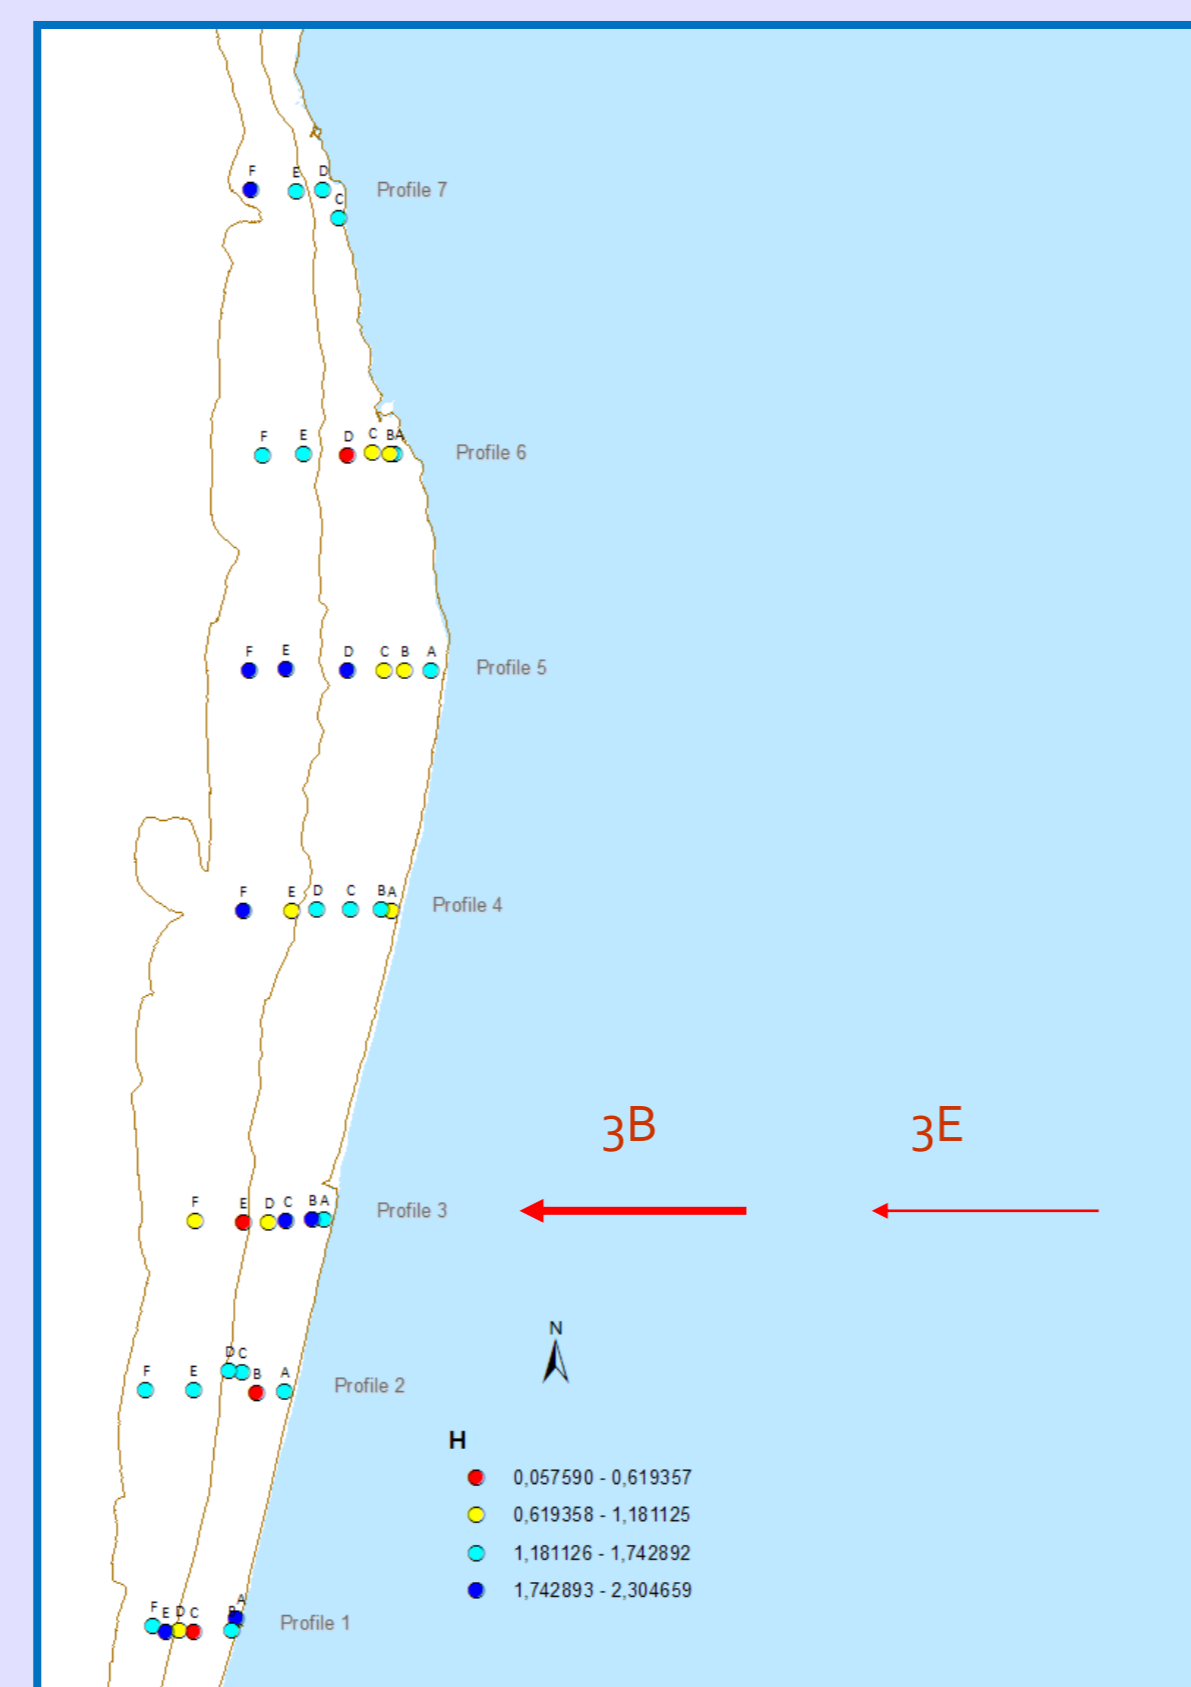 F E D
C
Profile 7
F E D C B A
Profile 6
F E D C B A
Profile 5
F E D C B A
Profile 4
3B 3E
F E D C B A
Profile 3
N
F E D C B A
Profile 2
H
0,057590 - 0,619357
0,619358 - 1,181125
1,181126 - 1,742892
1,742893 - 2,304659
F E D C B A
Profile 1